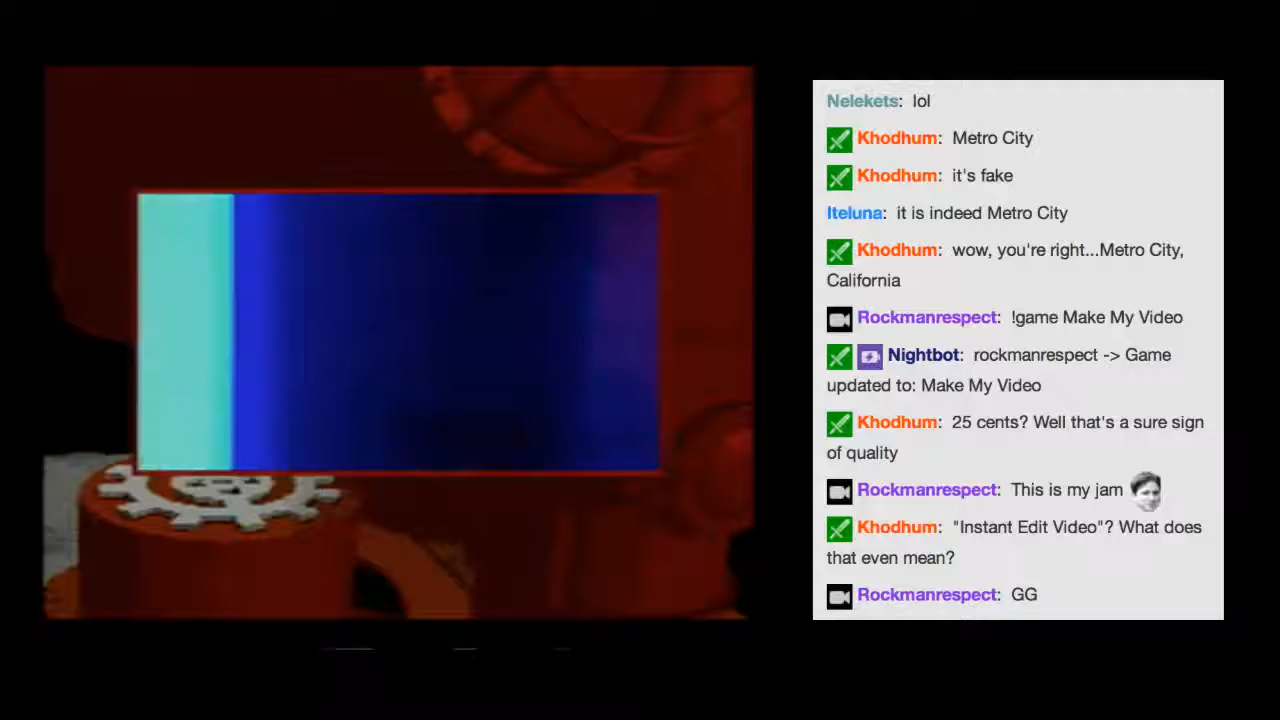 Nelekets: lol
Khodhum: Metro City
Khodhum: it's fake
Iteluna: it is indeed Metro City
Khodhum: wow, you're right...Metro City,
California
Rockmanrespect: !game Make My Video
Nightbot: rockmanrespect -> Game
updated to: Make My Video
Khodhum: 25 cents? Well that's a sure sign
of quality
Rockmanrespect: This is my jam
Khodhum: "Instant Edit Video"? What does
that even mean?
Rockmanrespect: GG